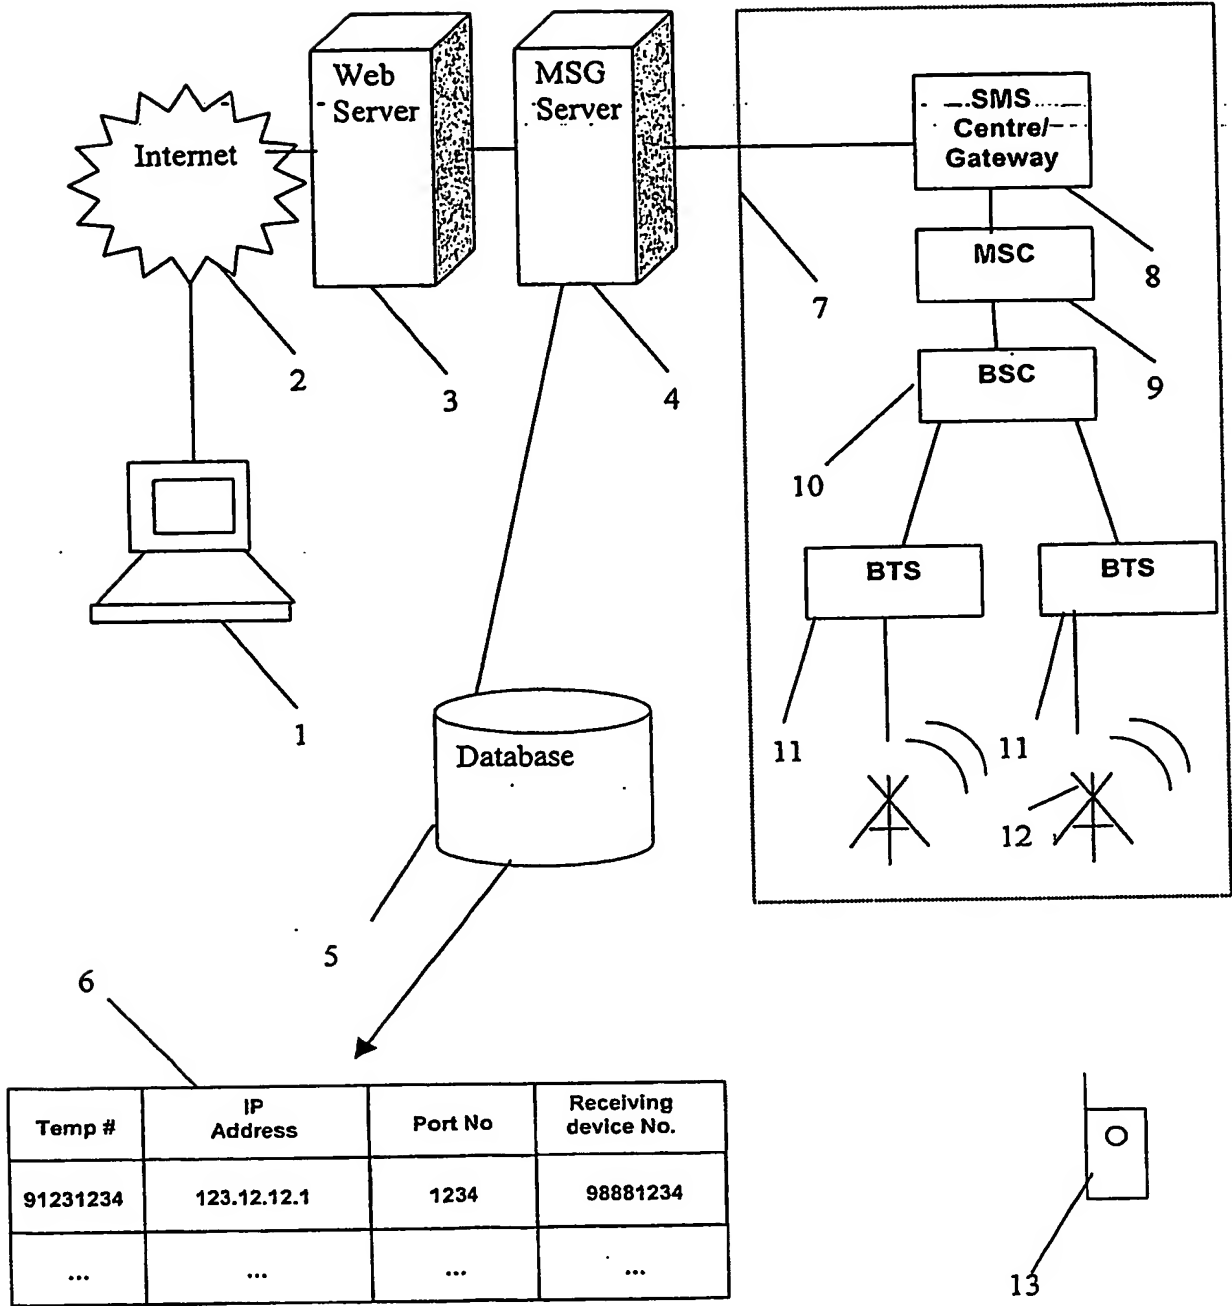 Web
Server
MSG
Server
SMS
Centre/
Gateway
Internet
MSC
8
7
2
3
4
BSC
9
10
BTS
BTS
1
11
11
Database
12
5
6
Temp #
IP
Address
Port No
Receiving
device No.
91231234
123.12.12.1
1234
98881234
...
...
...
...
13